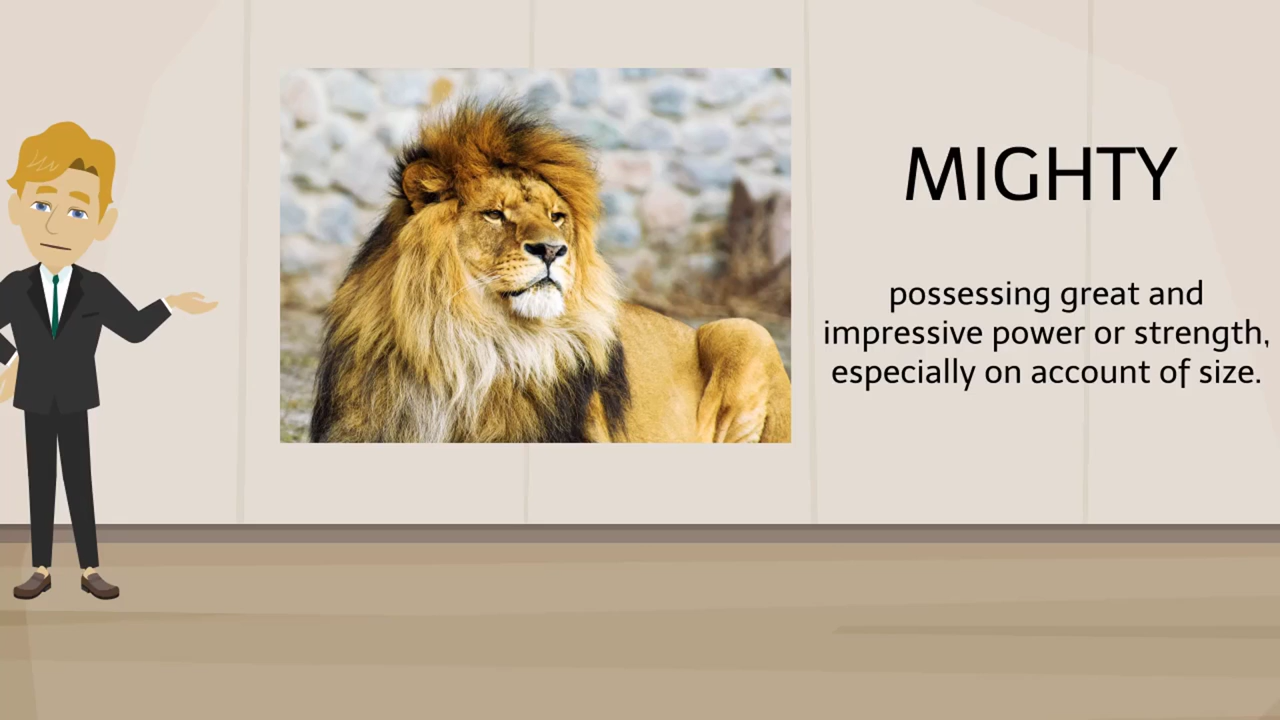 MIGHTY
possessing great and
impressive power or strength,
especially on account of size.